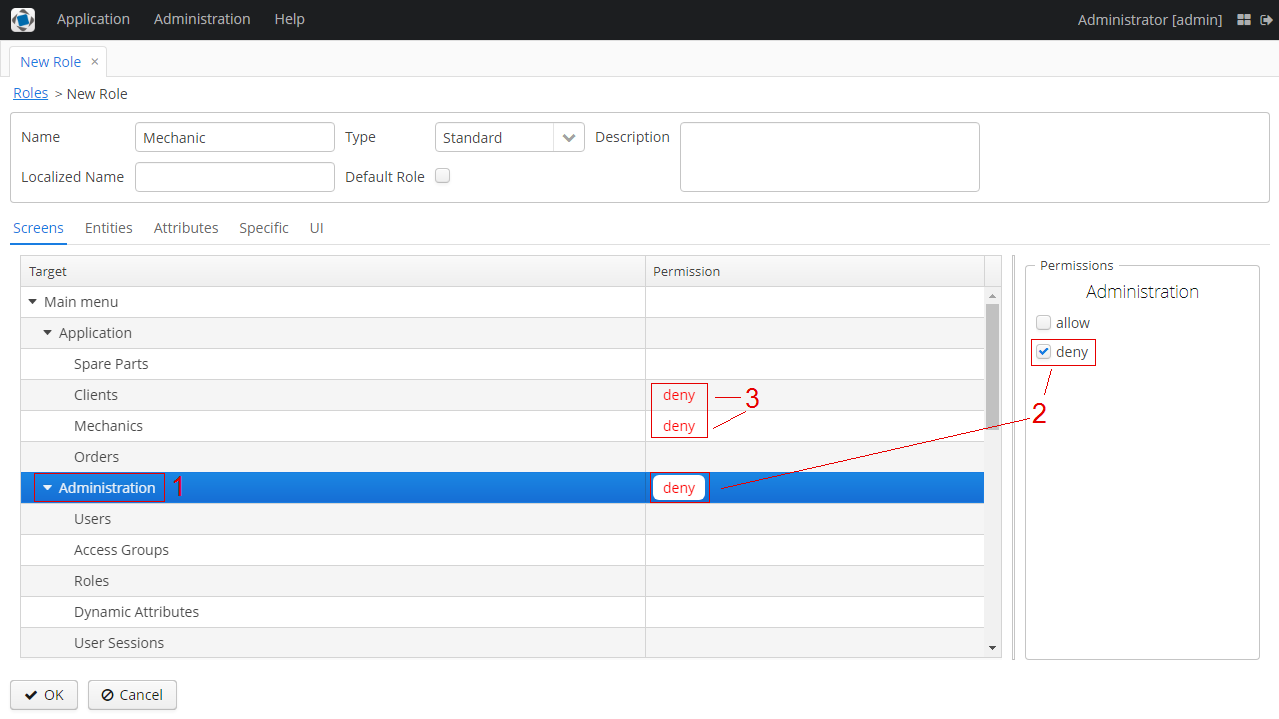 Application Administration Help Administrator [admin]
New Role ×
Roles > New Role
Name Mechanic Type Standard Description
Localized Name Default Role
Screens Entities Attributes Specific UI
Target Permission
Main menu
Application
Spare Parts
Clients deny 3
Mechanics deny
Orders
Administration 1 deny
Users
Access Groups
Roles
Dynamic Attributes
User Sessions
Permissions
Administration
allow
deny
2
OK Cancel